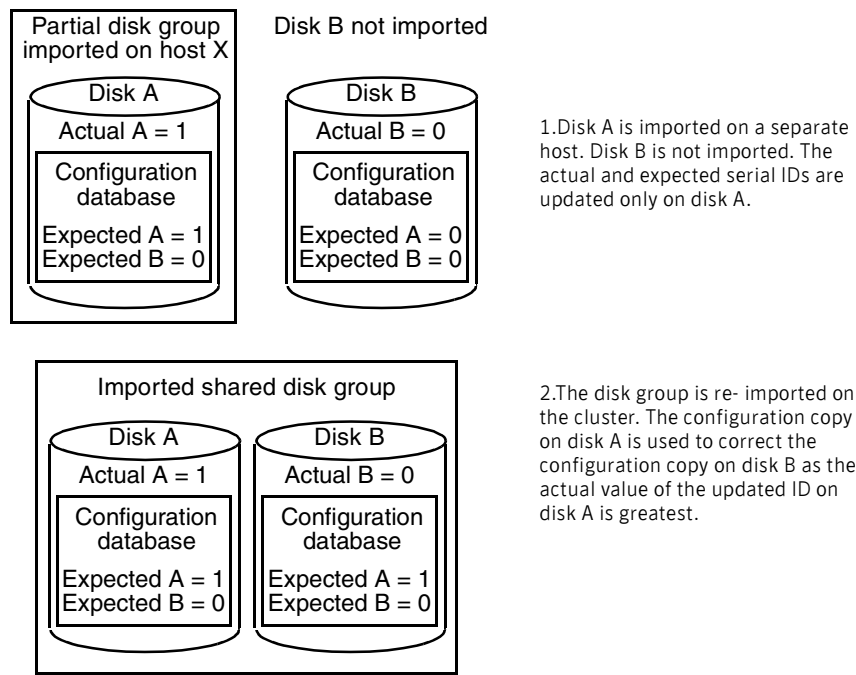 Partial disk group
imported on host X
Disk A
Actual A = 1
Configuration
database
Expected A = 1
Expected B = 0
Disk B not imported
Disk B
Actual B = 0
Configuration
database
Expected A = 0
Expected B = 0
1.Disk A is imported on a separate
host. Disk B is not imported. The
actual and expected serial IDs are
updated only on disk A.
Imported shared disk group
Disk A
Actual A = 1
Configuration
database
Expected A = 1
Expected B = 0
Disk B
Actual B = 0
Configuration
database
Expected A = 1
Expected B = 0
2.The disk group is re- imported on
the cluster. The configuration copy
on disk A is used to correct the
configuration copy on disk B as the
actual value of the updated ID on
disk A is greatest.